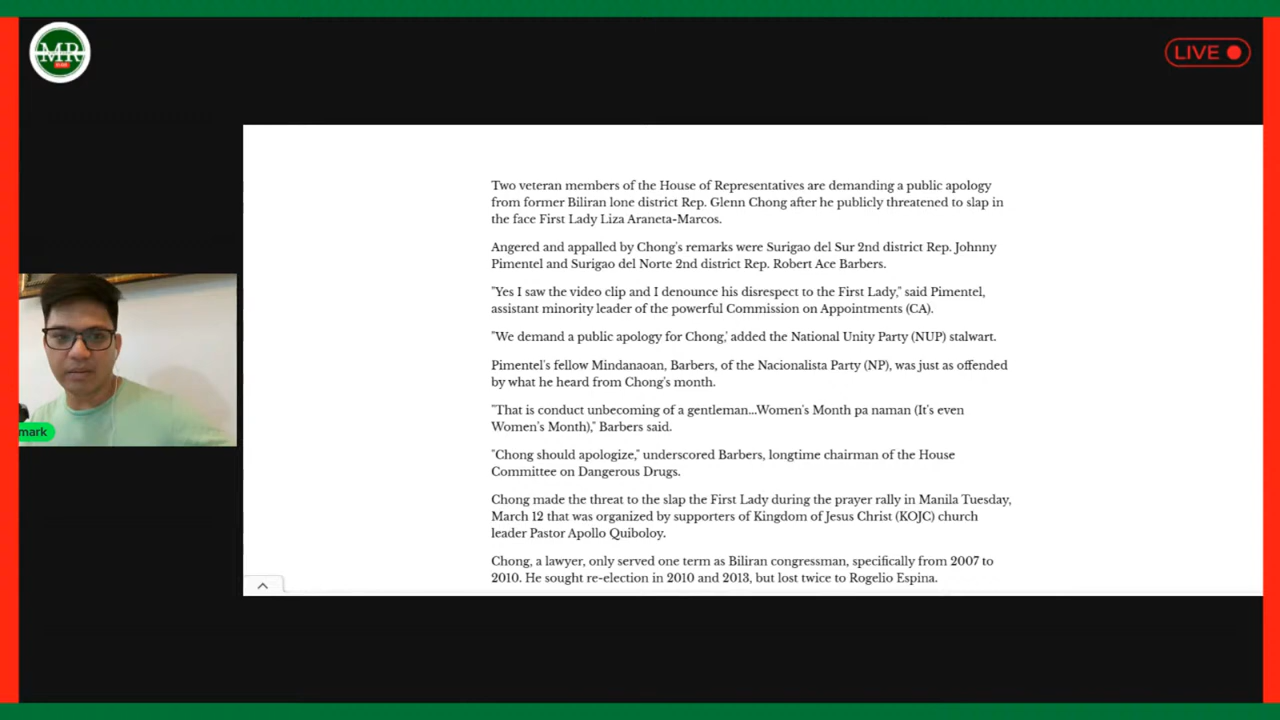 MR
LIVE
Two veteran members of the House of Representatives are demanding a public apology
from former Biliran lone district Rep. Glenn Chong after he publicly threatened to slap in
the face First Lady Liza Araneta-Marcos.
Angered and appalled by Chong's remarks were Surigao del Sur 2nd district Rep. Johnny
Pimentel and Surigao del Norte 2nd district Rep. Robert Ace Barbers.
"Yes I saw the video clip and I denounce his disrespect to the First Lady," said Pimentel,
assistant minority leader of the powerful Commission on Appointments (CA).
"We demand a public apology for Chong,' added the National Unity Party (NUP) stalwart.
Pimentel's fellow Mindanaoan, Barbers, of the Nacionalista Party (NP), was just as offended
by what he heard from Chong's month.
"That is conduct unbecoming of a gentleman...Women's Month pa naman (It's even
Women's Month)," Barbers said.
"Chong should apologize," underscored Barbers, longtime chairman of the House
Committee on Dangerous Drugs.
Chong made the threat to the slap the First Lady during the prayer rally in Manila Tuesday,
March 12 that was organized by supporters of Kingdom of Jesus Christ (KOJC) church
leader Pastor Apollo Quiboloy.
Chong, a lawyer, only served one term as Biliran congressman, specifically from 2007 to
2010. He sought re-election in 2010 and 2013, but lost twice to Rogelio Espina.
mark